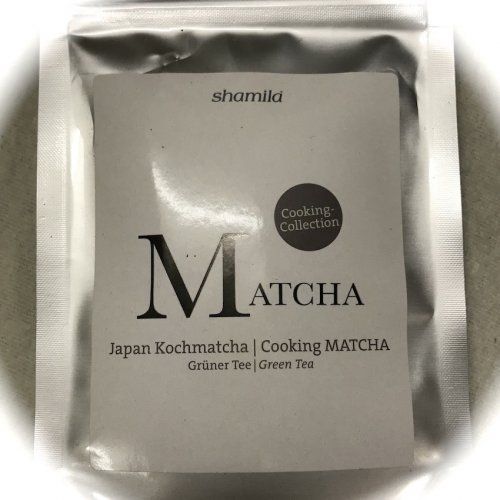 shamila
Cooking-
Collection
MATCHA
Japan Kochmatcha | Cooking MATCHA
Grüner Tee | Green Tea